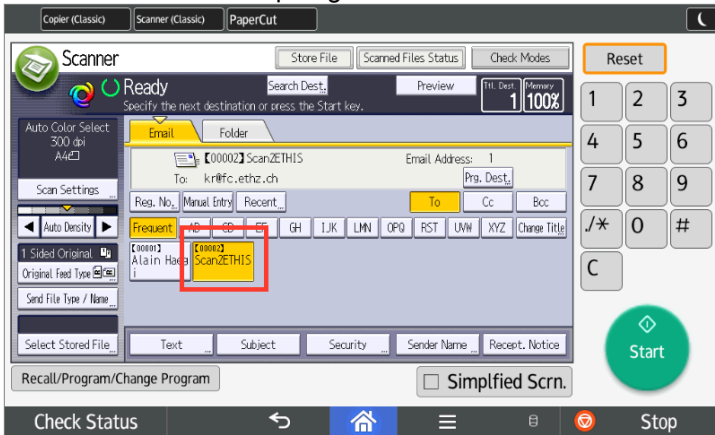 Copier (Classic) Scanner (Classic) PaperCut
Scanner Store File Scanned Files Status Check Modes Reset
Ready Search Dest. Preview Ttl. Dest. 1 Memory 100%
Specify the next destination or press the Start key.
Auto Color Select
300 dpi
A4
Scan Settings
Auto Density
1 Sided Original
Original Feed Type
Send File Type / Name
Select Stored File
Email Folder
【00002】Scan2ETHIS Email Address: 1
To: kr@fc.ethz.ch Prg. Dest.
Reg. No. Manual Entry Recent To Cc Bcc
Frequent AB CD EF GH IJK LMN OPQ RST UVW XYZ Change Title
【00001】
Alain Haeg
i
【00002】
Scan2ETHIS
Text Subject Security Sender Name Recept. Notice
Recall/Program/Change Program Simplfied Scrn.
1 2 3
4 5 6
7 8 9
./* 0 #
C
Start
Check Status Stop